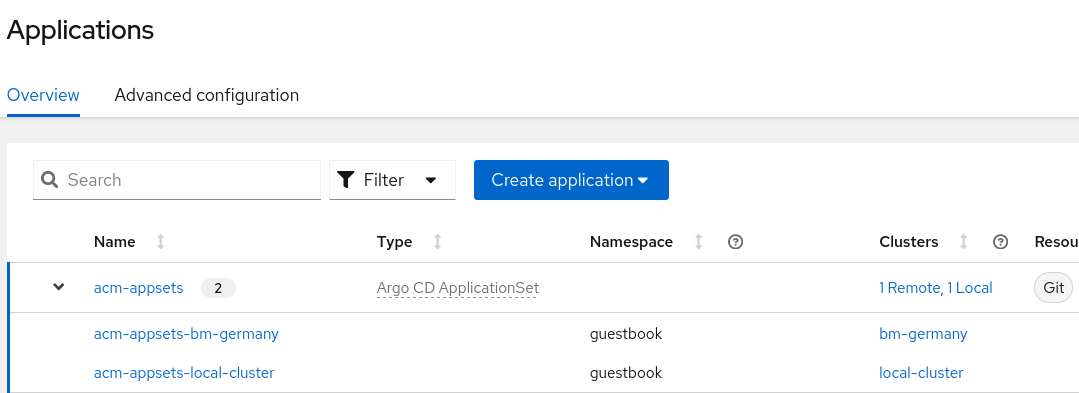 Applications
Overview Advanced configuration
Search Filter Create application
Name Type Namespace Clusters Resou
acm-appsets 2 Argo CD ApplicationSet 1 Remote, 1 Local Git
acm-appsets-bm-germany guestbook bm-germany
acm-appsets-local-cluster guestbook local-cluster